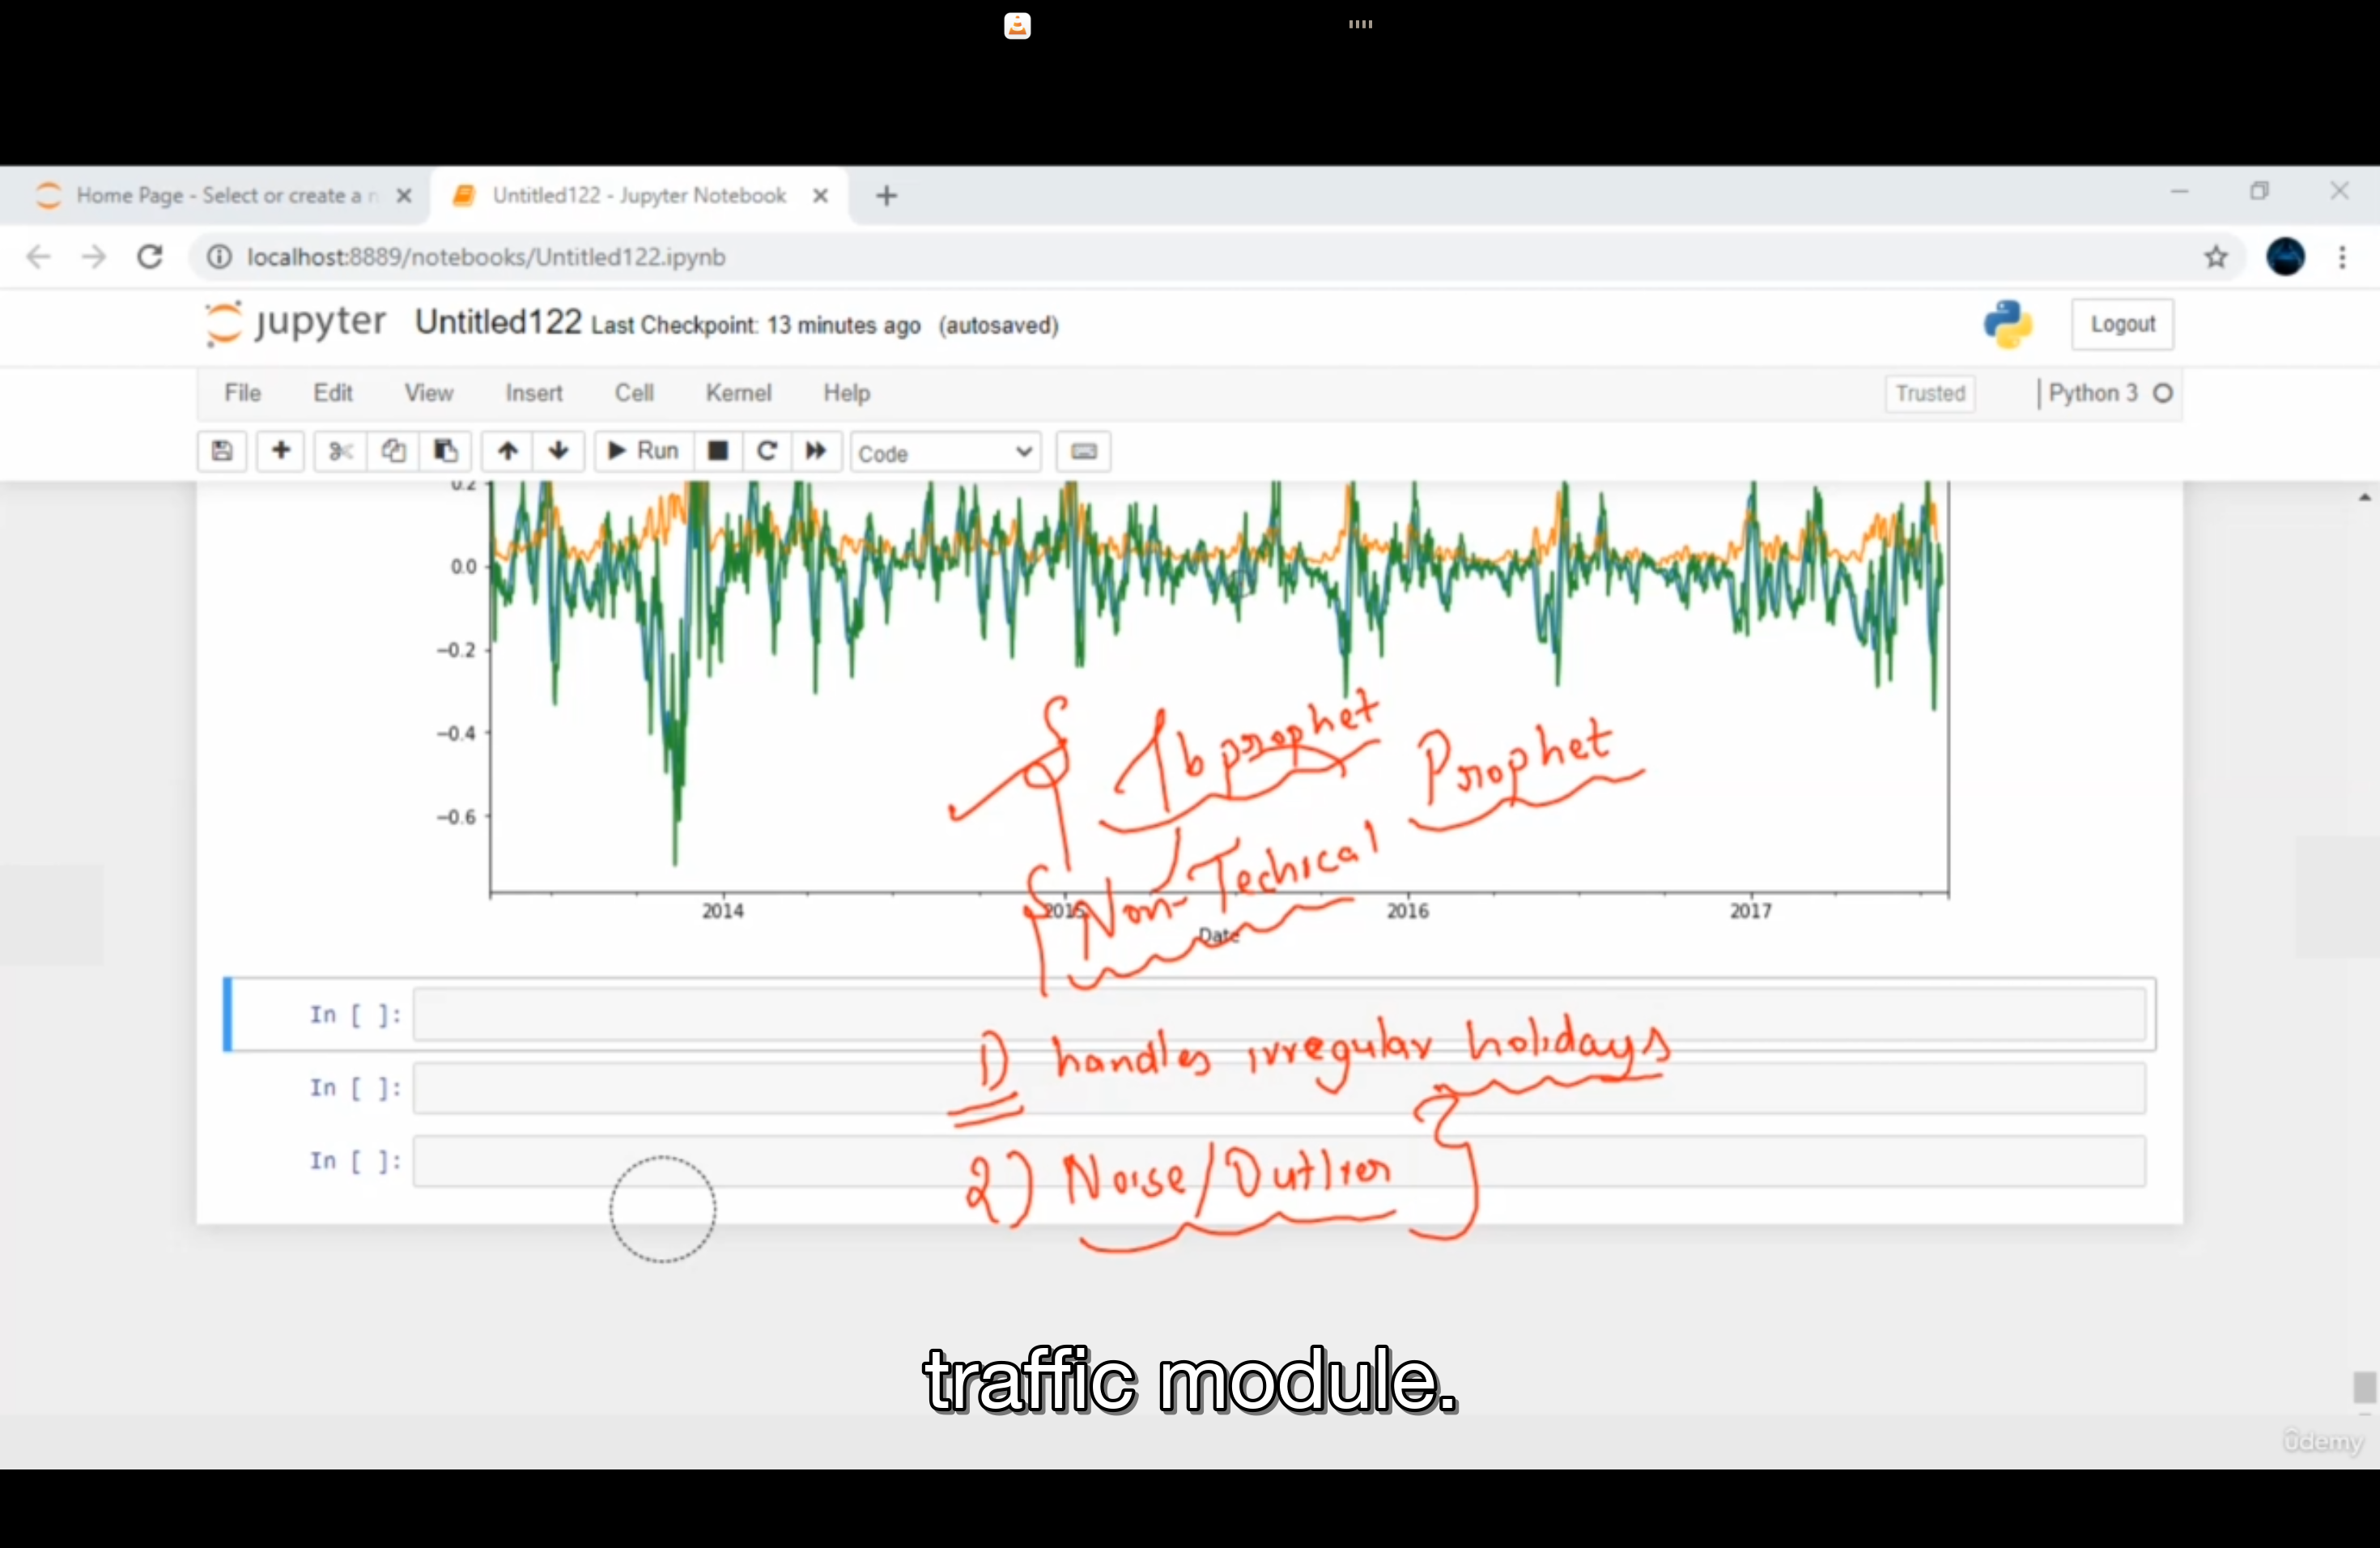 Home Page - Select or create a n
Untitled122 - Jupyter Notebook
localhost:8889/notebooks/Untitled122.ipynb
jupyter Untitled122 Last Checkpoint: 13 minutes ago (autosaved)
Logout
File Edit View Insert Cell Kernel Help
Trusted
Python 3
Run
Code
0.2
0.0
−0.2
−0.4
−0.6
fbprophet
Prophet
Non-Techical
2014 2015 2016 2017
Date
In [ ]:
1) handles irregular holidays
In [ ]:
In [ ]:
2) Noise/Outlier
traffic module.
ûdemy